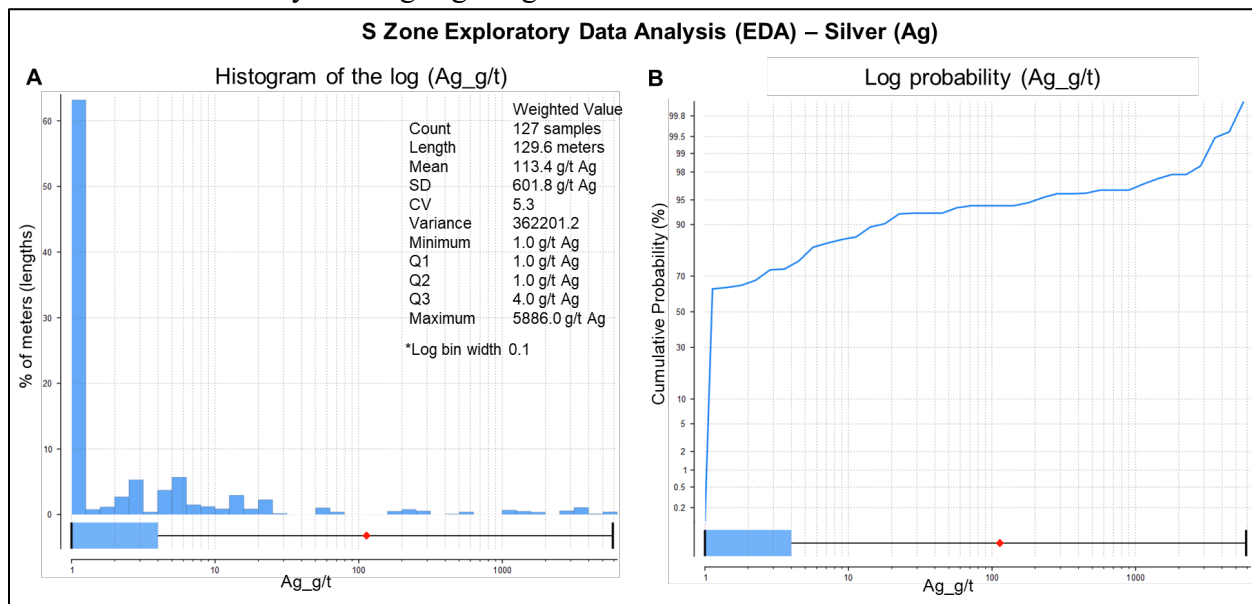 S Zone Exploratory Data Analysis (EDA) – Silver (Ag)
A
Histogram of the log (Ag_g/t)
% of meters (lengths)
60
50
40
30
20
10
0
Weighted Value
Count 127 samples
Length 129.6 meters
Mean 113.4 g/t Ag
SD 601.8 g/t Ag
CV 5.3
Variance 362201.2
Minimum 1.0 g/t Ag
Q1 1.0 g/t Ag
Q2 1.0 g/t Ag
Q3 4.0 g/t Ag
Maximum 5886.0 g/t Ag
*Log bin width 0.1
1 10 100 1000
Ag_g/t
B
Log probability (Ag_g/t)
Cumulative Probability (%)
99.8
99.5
99
98
95
90
70
50
30
10
5
2
1
0.5
0.2
1 10 100 1000
Ag_g/t